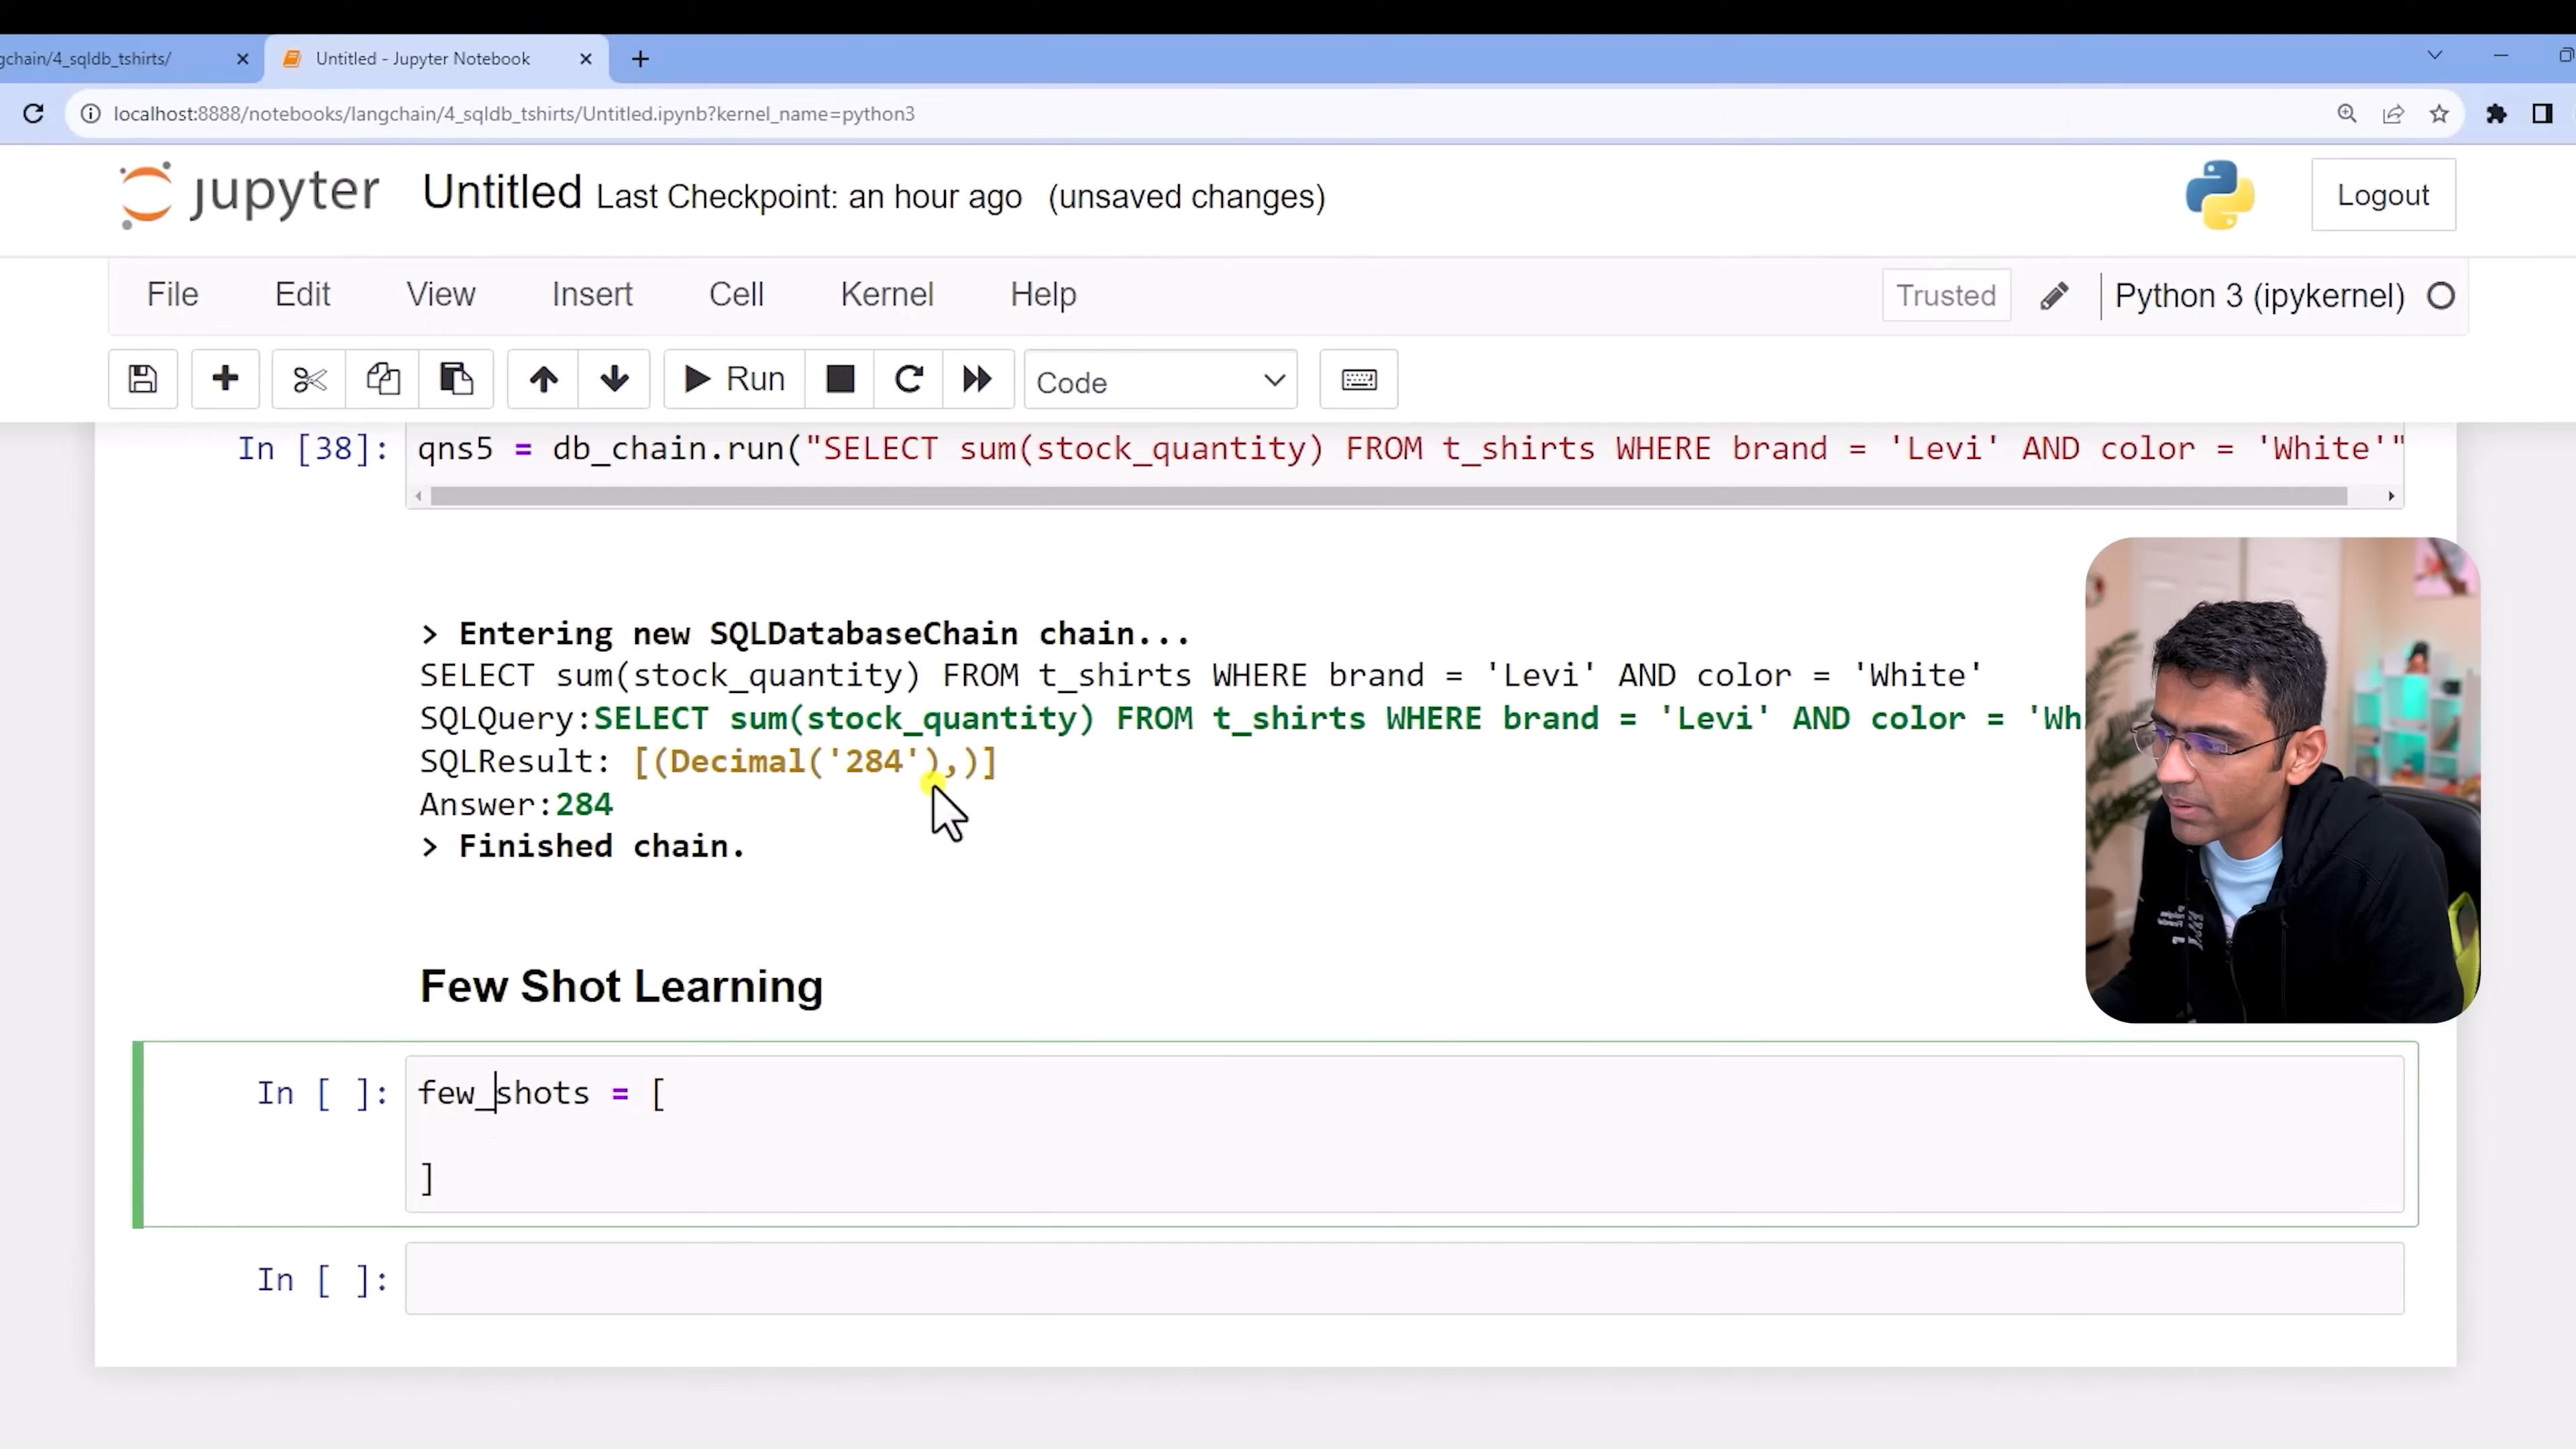 gchain/4_sqldb_tshirts/
Untitled - Jupyter Notebook
localhost:8888/notebooks/langchain/4_sqldb_tshirts/Untitled.ipynb?kernel_name=python3
jupyter Untitled Last Checkpoint: an hour ago (unsaved changes)
Logout
File Edit View Insert Cell Kernel Help
Trusted
Python 3 (ipykernel)
Run
Code
In [38]: qns5 = db_chain.run("SELECT sum(stock_quantity) FROM t_shirts WHERE brand = 'Levi' AND color = 'White'"
> Entering new SQLDatabaseChain chain...
SELECT sum(stock_quantity) FROM t_shirts WHERE brand = 'Levi' AND color = 'White'
SQLQuery:SELECT sum(stock_quantity) FROM t_shirts WHERE brand = 'Levi' AND color = 'Wh
SQLResult: [(Decimal('284'),)]
Answer:284
> Finished chain.
Few Shot Learning
In [ ]: few_shots = [
]
In [ ]: